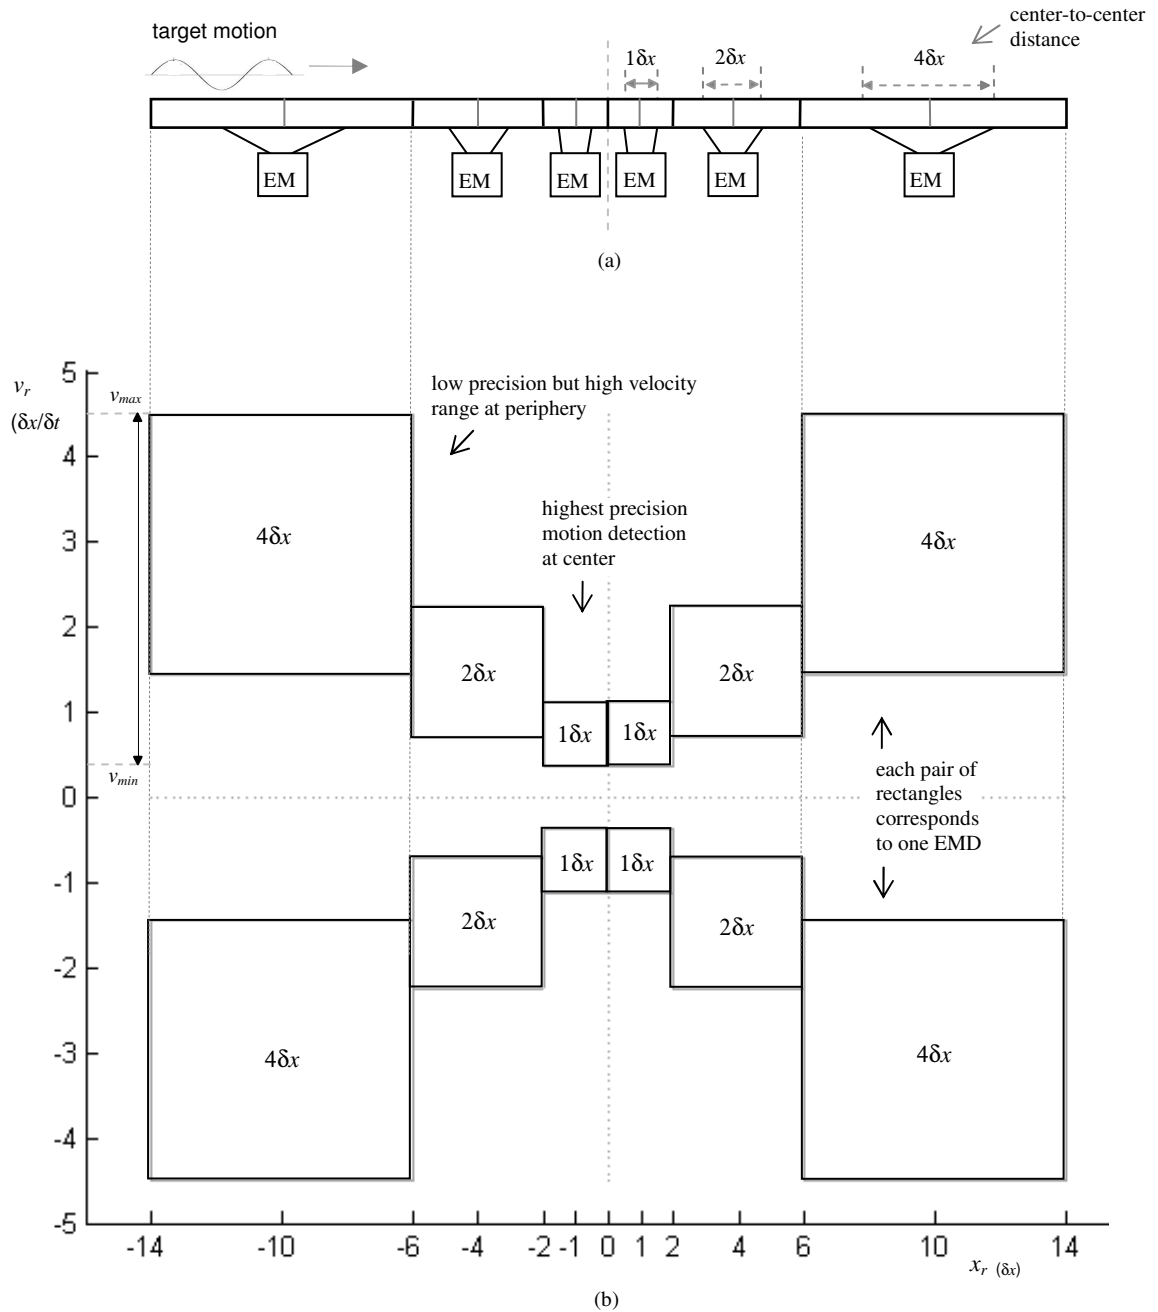 target motion
center-to-center
distance
1δx
2δx
4δx
EM
EM
EM
EM
EM
EM
(a)
v_r
(δx/δt
v_max
v_min
5
4
3
2
1
0
-1
-2
-3
-4
-5
low precision but high velocity
range at periphery
highest precision
motion detection
at center
4δx
4δx
2δx
2δx
1δx
1δx
each pair of
rectangles
corresponds
to one EMD
1δx
1δx
2δx
2δx
4δx
4δx
-14
-10
-6
-4
-2
-1
0
1
2
4
6
10
14
x_r (δx)
(b)